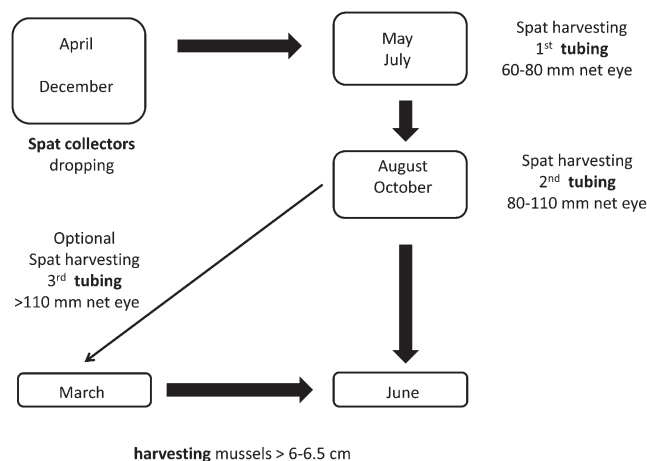 April
December
Spat collectors
dropping
May
July
Spat harvesting
1st tubing
60-80 mm net eye
August
October
Spat harvesting
2nd tubing
80-110 mm net eye
Optional
Spat harvesting
3rd tubing
>110 mm net eye
March
June
harvesting mussels > 6-6.5 cm